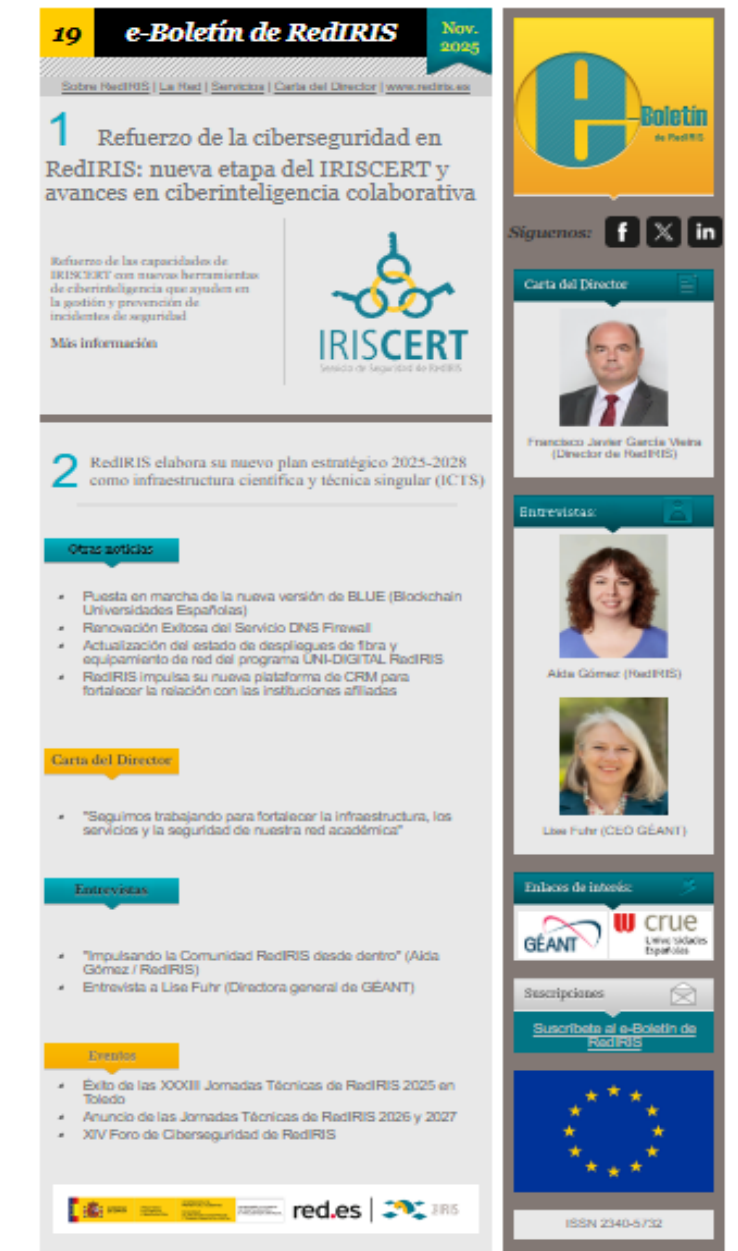 19 e-Boletín de RedIRIS Nov. 2025
Sobre RedIRIS | La Red | Servicios | Carta del Director | www.rediris.es
1 Refuerzo de la ciberseguridad en
RedIRIS: nueva etapa del IRISCERT y
avances en ciberinteligencia colaborativa
Refuerzo de las capacidades de
IRISCERT con nuevas herramientas
de ciberinteligencia que ayuden en
la gestión y prevención de
incidentes de seguridad
Más información
IRISCERT
Servicio de Seguridad de RedIRIS
2 RedIRIS elabora su nuevo plan estratégico 2025-2028
como infraestructura científica y técnica singular (ICTS)
Otras noticias
Puesta en marcha de la nueva versión de BLUE (Blockchain
Universidades Españolas)
Renovación Exitosa del Servicio DNS Firewall
Actualización del estado de despliegues de fibra y
equipamiento de red del programa UNI-DIGITAL RedIRIS
RedIRIS impulsa su nueva plataforma de CRM para
fortalecer la relación con las instituciones afiliadas
Carta del Director
"Seguimos trabajando para fortalecer la infraestructura, los
servicios y la seguridad de nuestra red académica"
Entrevistas
"Impulsando la Comunidad RedIRIS desde dentro" (Aida
Gómez / RedIRIS)
Entrevista a Lise Fuhr (Directora general de GÉANT)
Eventos
Éxito de las XXXIII Jornadas Técnicas de RedIRIS 2025 en
Toledo
Anuncio de las Jornadas Técnicas de RedIRIS 2026 y 2027
XIV Foro de Ciberseguridad de RedIRIS
red.es
IRIS
e-Boletín
de RedIRIS
Síguenos: f X in
Carta del Director
Francisco Javier García Vieira
(Director de RedIRIS)
Entrevistas:
Aida Gómez (RedIRIS)
Lise Fuhr (CEO GÉANT)
Enlaces de interés:
GÉANT
crue
Universidades
Españolas
Suscripciones
Suscríbete al e-Boletín de
RedIRIS
ISSN 2340-5732